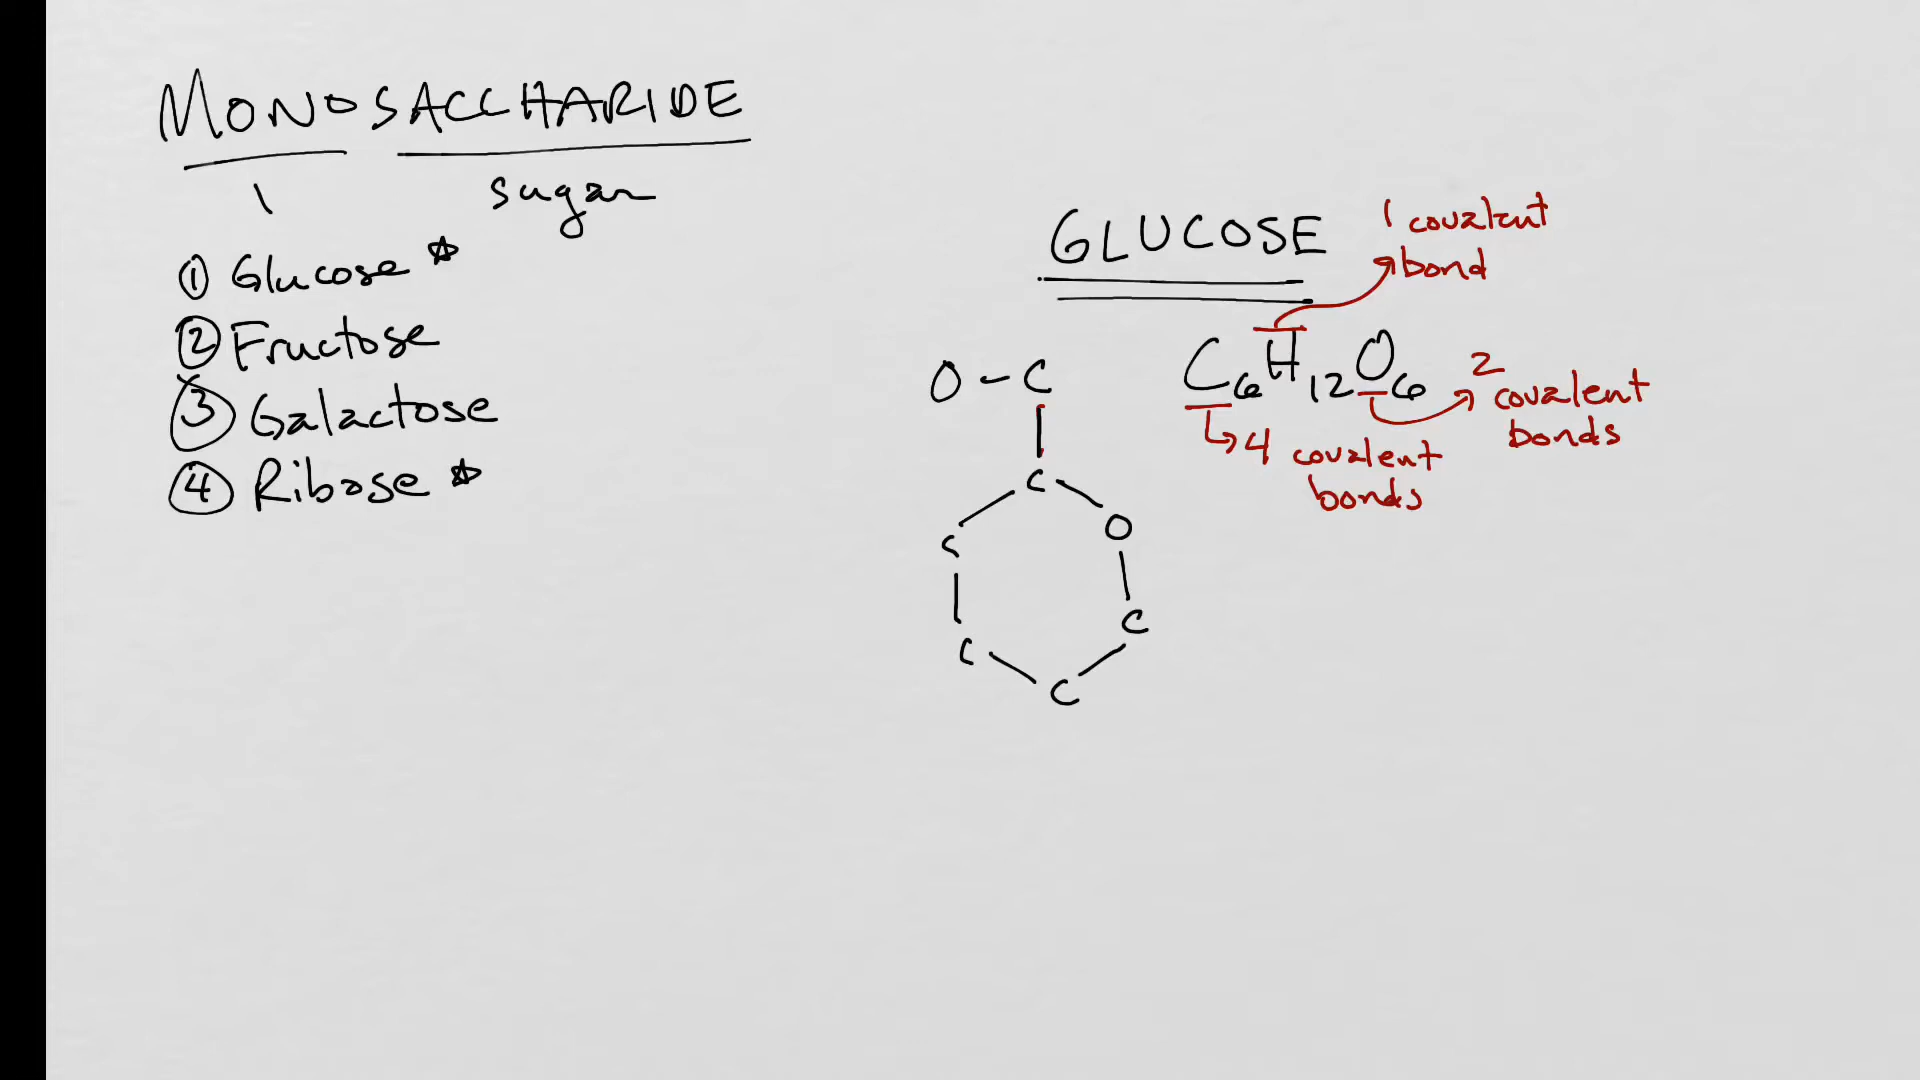 MONOSACCHARIDE
1
sugar
① Glucose ☆
② Fructose
③ Galactose
④ Ribose ☆
GLUCOSE
1 covalent
bond
C₆H₁₂O₆
2
covalent
bonds
4 covalent
bonds
O - C
C
C
O
C
C
C